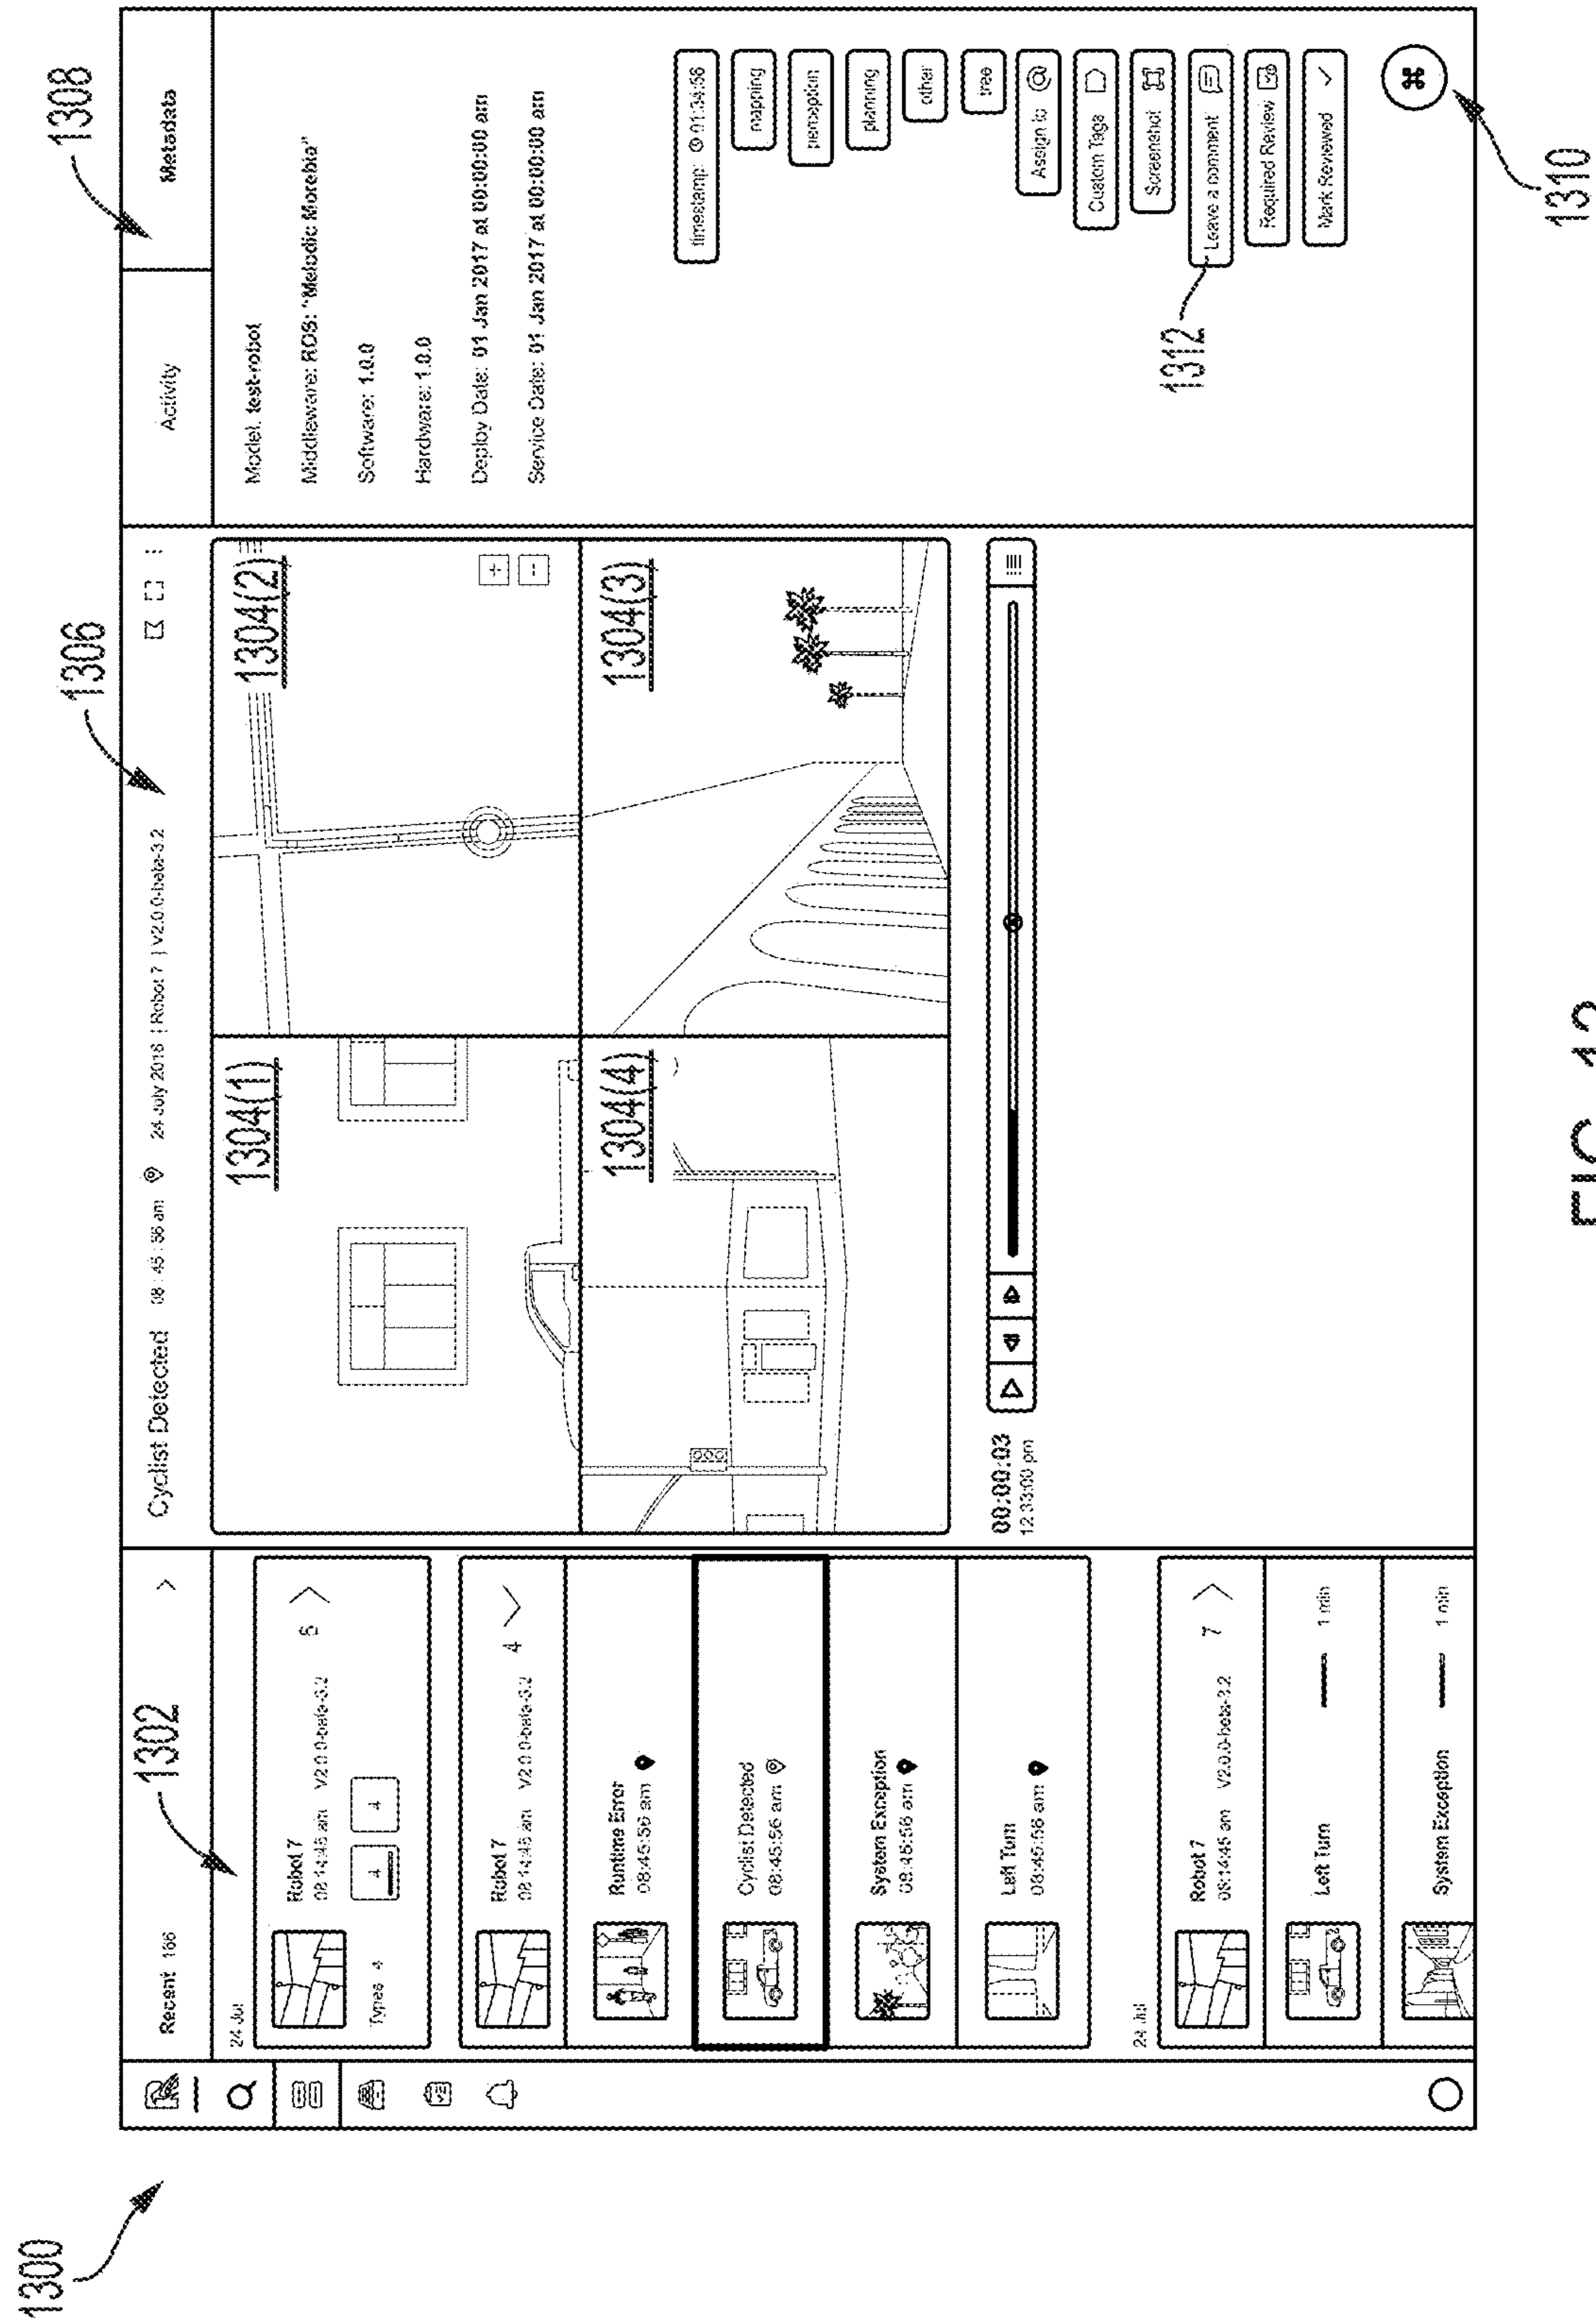 1300
1302
1306
1308
Recent 166
24 Jul
Robot 7
08:14:45 am V2.0.0-beta-3.2
Types 4
4
4
Robot 7
08:14:45 am V2.0.0-beta-3.2
4
Runtime Error
08:45:56 am
Cyclist Detected
08:45:56 am
System Exception
08:45:56 am
Left Turn
08:45:56 am
24 Jul
Robot 7
08:14:45 am V2.0.0-beta-3.2
7
Left Turn
1 min
System Exception
1 min
Cyclist Detected 08:45:56 am 24 July 2018 | Robot 7 | V2.0.0-beta-3.2
1304(1)
1304(2)
+
-
1304(4)
1304(3)
00:00:03
12:33:00 pm
Activity
Metadata
Model: test-robot
Middleware: ROS: "Melodic Morebia"
Software: 1.0.0
Hardware: 1.0.0
Deploy Date: 01 Jan 2017 at 00:00:00 am
Service Date: 01 Jan 2017 at 00:00:00 am
timestamp: 01:34:56
mapping
perception
planning
other
tree
Assign to @
Custom Tags
Screenshot
1312
Leave a comment
Required Review
Mark Reviewed
⌘
1310